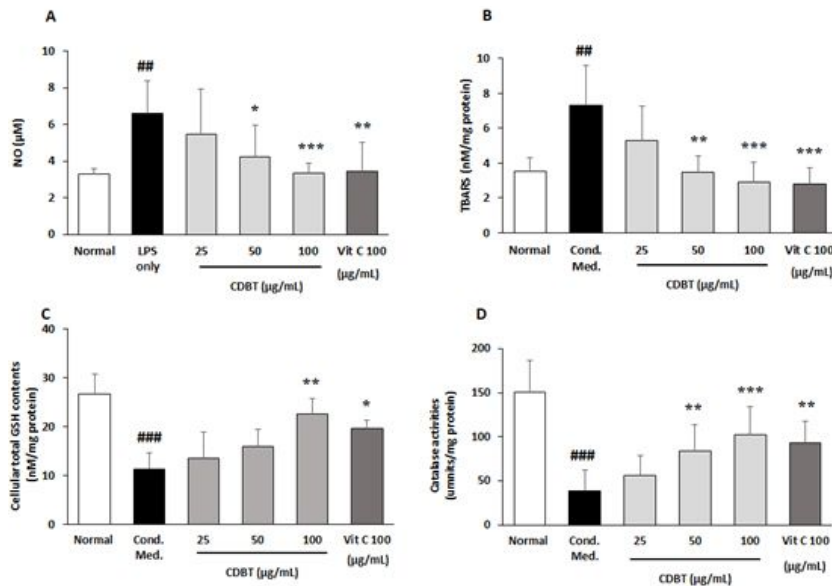 A
NO (µM)
10
8
6
4
2
0
##
*
***
**
Normal
LPS
only
25
50
100
Vit C 100
(µg/mL)
CDBT (µg/mL)
B
TBARS (nM/mg protein)
10
8
6
4
2
0
##
**
***
***
Normal
Cond.
Med.
25
50
100
Vit C 100
(µg/mL)
CDBT (µg/mL)
C
Cellular total GSH contents
(nM/mg protein)
40
30
20
10
0
###
**
*
Normal
Cond.
Med.
25
50
100
Vit C 100
(µg/mL)
CDBT (µg/mL)
D
Catalase activities
(umnits/mg protein)
200
150
100
50
0
###
**
***
**
Normal
Cond.
Med.
25
50
100
Vit C 100
(µg/mL)
CDBT (µg/mL)